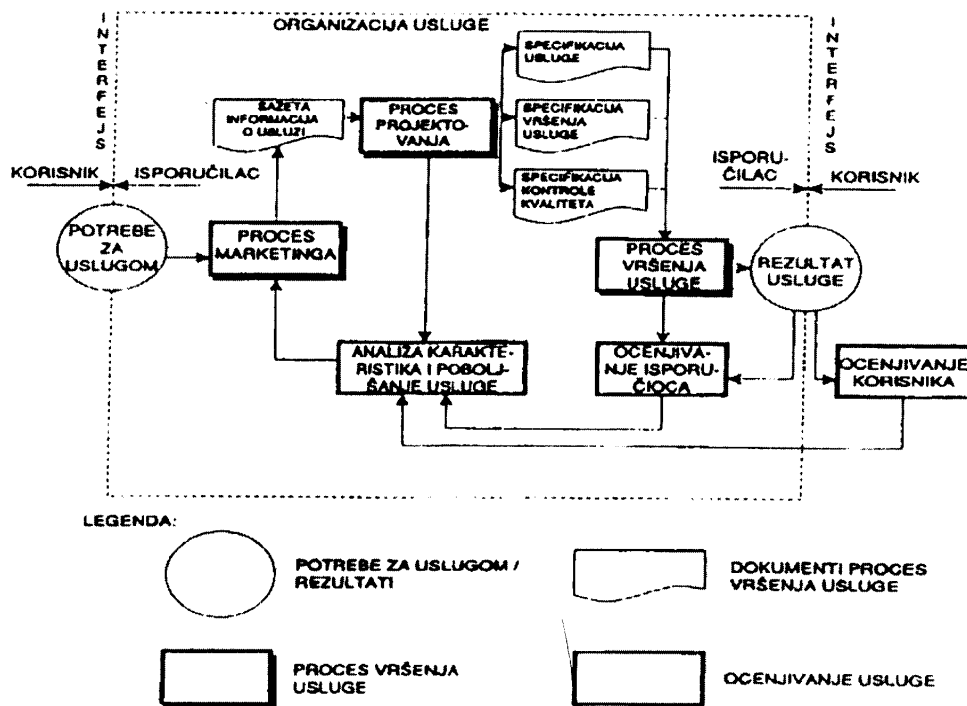 ORGANIZACIJA USLUGE
INTERFEJS
INTERFEJS
SPECIFIKACIJA
USLUGE
SAŽETA
INFORMACIJA
O USLUZI
PROCES
PROJEKTO-
VANJA
SPECIFIKACIJA
VRŠENJA
USLUGE
SPECIFIKACIJA
KONTROLE
KVALITETA
KORISNIK
ISPORUČILAC
ISPORU-
ČILAC
KORISNIK
POTREBE
ZA
USLUGOM
PROCES
MARKETINGA
PROCES
VRŠENJA
USLUGE
REZULTAT
USLUGE
ANALIZA KARAKTE-
RISTIKA I POBOLJ-
ŠANJE USLUGE
OCENJIVA-
NJE ISPORU-
ČIOCA
OCENJIVANJE
KORISNIKA
LEGENDA:
POTREBE ZA USLUGOM /
REZULTATI
DOKUMENTI PROCES
VRŠENJA USLUGE
PROCES VRŠENJA
USLUGE
OCENJIVANJE USLUGE